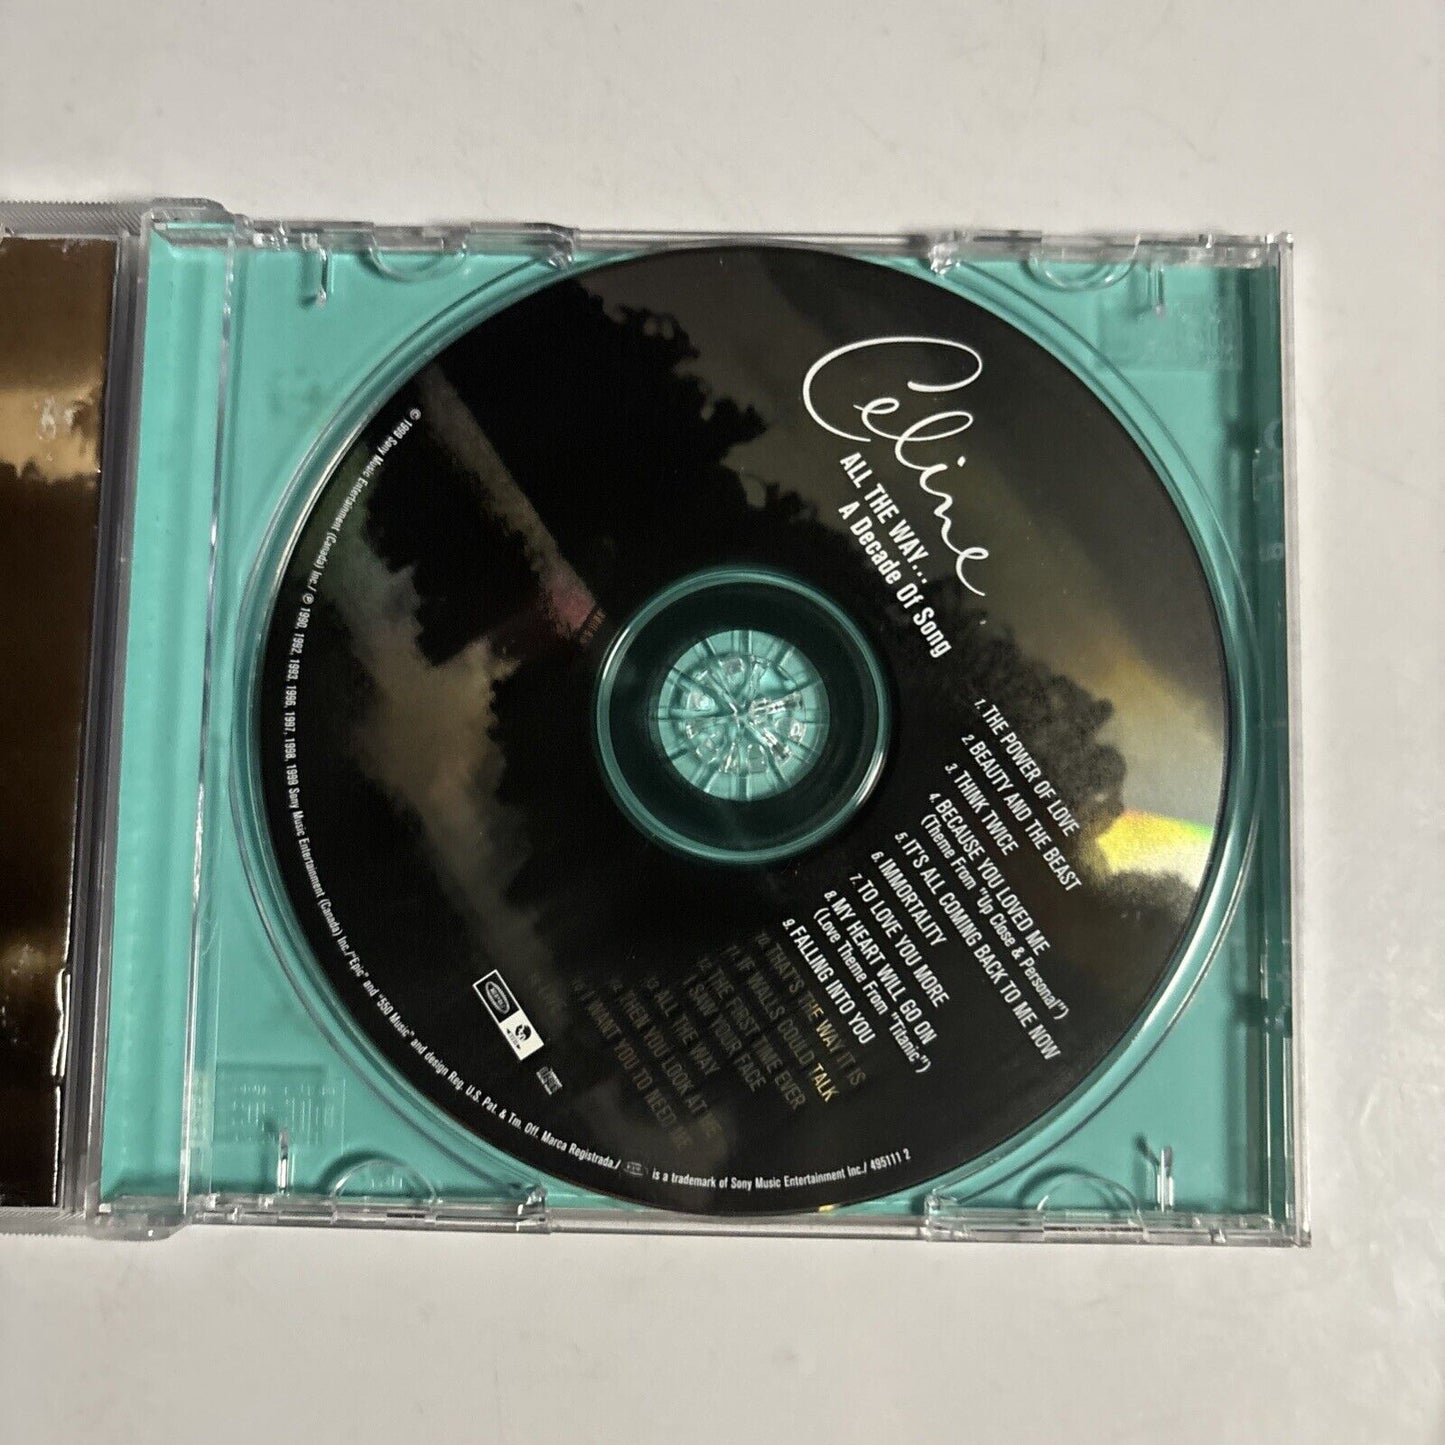 Celine
ALL THE WAY...
A Decade Of Song
1. THE POWER OF LOVE
2. BEAUTY AND THE BEAST
3. THINK TWICE
4. BECAUSE YOU LOVED ME
(Theme From "Up Close & Personal")
5. IT'S ALL COMING BACK TO ME NOW
6. IMMORTALITY
7. TO LOVE YOU MORE
8. MY HEART WILL GO ON
(Love Theme From "Titanic")
9. FALLING INTO YOU
10. THAT'S THE WAY IT IS
11. IF WALLS COULD TALK
12. THE FIRST TIME EVER
I SAW YOUR FACE
13. ALL THE WAY
14. THEN YOU LOOK AT ME
15. I WANT YOU TO NEED ME
epic
© 1999 Sony Music Entertainment (Canada) Inc./ ℗ 1990, 1992, 1993, 1996, 1997, 1998, 1999 Sony Music Entertainment (Canada) Inc./"Epic" and "550 Music" and design Reg. U.S. Pat. & Tm. Off. Marca Registrada./ epic is a trademark of Sony Music Entertainment Inc./ 495111 2